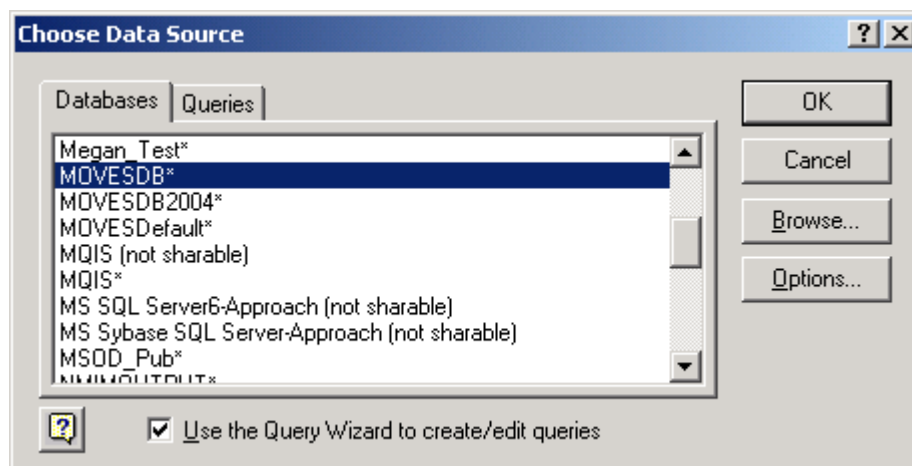 Choose Data Source
Databases
Queries
Megan_Test*
MOVESDB*
MOVESDB2004*
MOVESDefault*
MQIS (not sharable)
MQIS*
MS SQL Server6-Approach (not sharable)
MS Sybase SQL Server-Approach (not sharable)
MSOD_Pub*
OK
Cancel
Browse...
Options...
Use the Query Wizard to create/edit queries